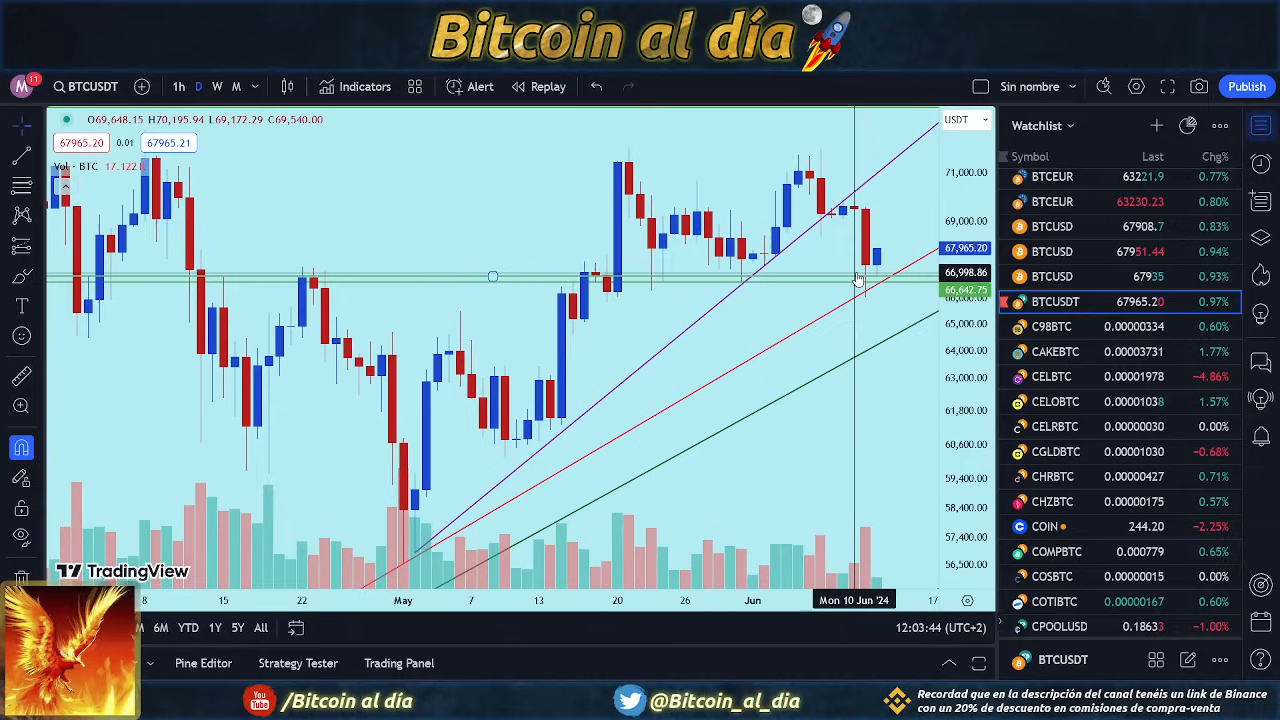 Bitcoin al día
M 11 BTCUSDT 1h D W M Indicators Alert Replay Sin nombre Publish
O69,648.15 H70,195.94 L69,172.29 C69,540.00
67965.20 0.01 67965.21
Vol · BTC 17.122
USDT
71,000.00
69,000.00
67,965.20
66,998.86
66,642.75
65,000.00
64,000.00
63,000.00
61,800.00
60,600.00
59,400.00
58,400.00
57,400.00
56,500.00
TradingView
8 15 22 May 7 13 20 26 Jun Mon 10 Jun '24 17
Watchlist
Symbol Last Chg%
BTCEUR 63221.9 0.77%
BTCEUR 63230.23 0.80%
BTCUSD 67908.7 0.83%
BTCUSD 67951.44 0.94%
BTCUSD 67935 0.93%
BTCUSDT 67965.20 0.97%
C98BTC 0.00000334 0.60%
CAKEBTC 0.00003731 1.77%
CELBTC 0.00001978 −4.86%
CELOBTC 0.00001038 1.57%
CELRBTC 0.00000030 0.00%
CGLDBTC 0.00001030 −0.68%
CHRBTC 0.00000427 0.71%
CHZBTC 0.00000175 0.57%
COIN 244.20 −2.25%
COMPBTC 0.000779 0.65%
COSBTC 0.00000015 0.00%
COTIBTC 0.00000167 0.60%
CPOOLUSD 0.18633 −1.00%
BTCUSDT
6M YTD 1Y 5Y All 12:03:44 (UTC+2)
Pine Editor Strategy Tester Trading Panel
You Tube /Bitcoin al día
@Bitcoin_al_dia
Recordad que en la descripción del canal tenéis un link de Binance
con un 20% de descuento en comisiones de compra-venta